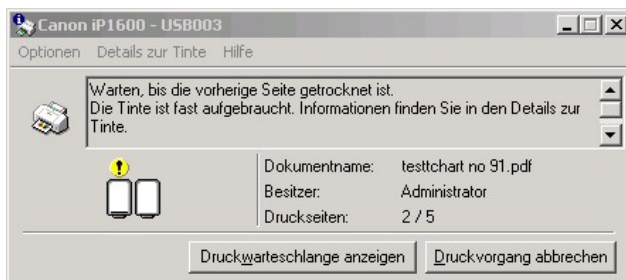 Canon iP1600 - USB003
Optionen Details zur Tinte Hilfe
Warten, bis die vorherige Seite getrocknet ist.
Die Tinte ist fast aufgebraucht. Informationen finden Sie in den Details zur
Tinte.
Dokumentname: testtchart no 91.pdf
Besitzer: Administrator
Druckseiten: 2 / 5
Druckwarteschlange anzeigen Druckvorgang abbrechen